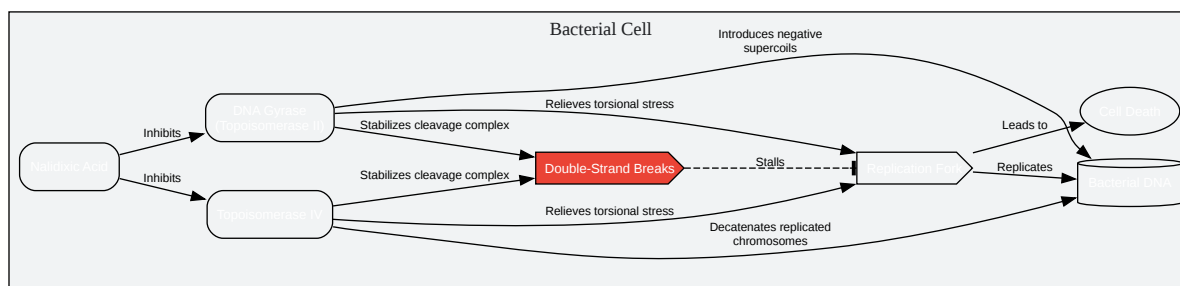 Bacterial Cell
Introduces negative
supercoils
Relieves torsional stress
DNA Gyrase
(Topoisomerase II)
Stabilizes cleavage complex
Inhibits
Nalidixic Acid
Inhibits
Topoisomerase IV
Stabilizes cleavage complex
Double-Strand Breaks
Stalls
Replication Fork
Leads to
Cell Death
Replicates
Bacterial DNA
Relieves torsional stress
Decatenates replicated
chromosomes